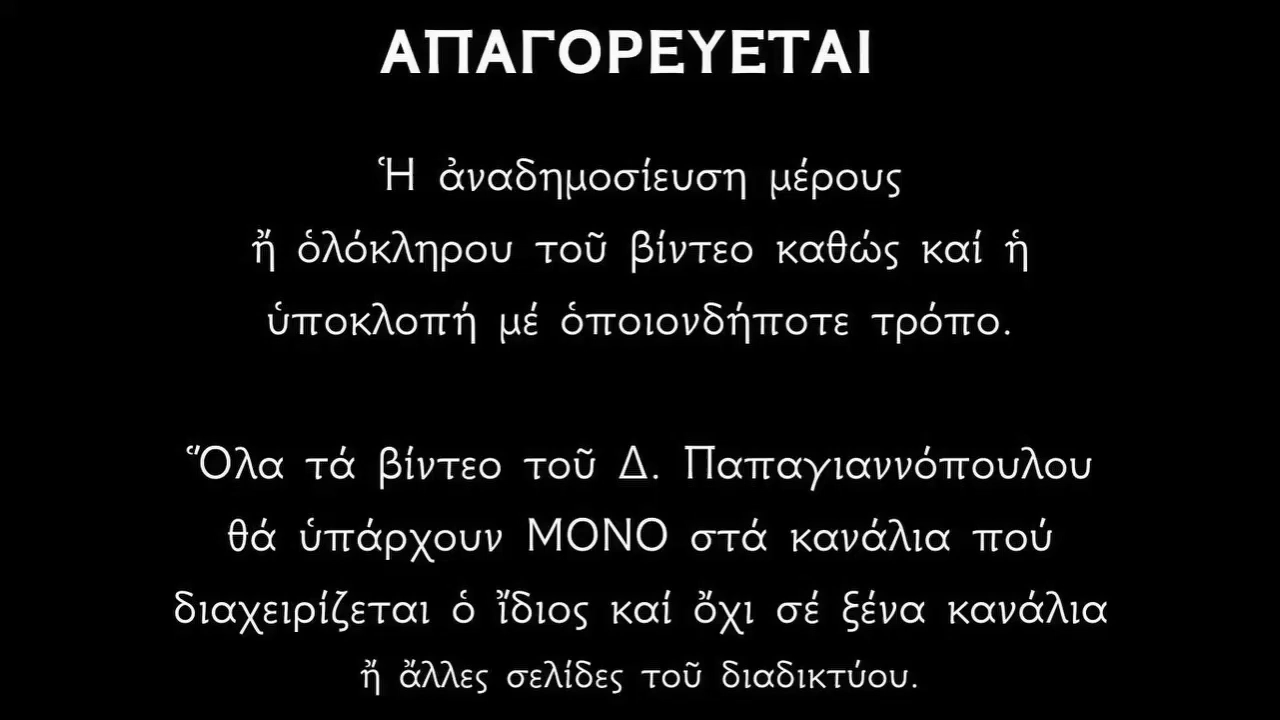 ΑΠΑΓΟΡΕΥΕΤΑΙ
Ἡ ἀναδημοσίευση μέρους
ἤ ὁλόκληρου τοῦ βίντεο καθώς καί ἡ
ὑποκλοπή μέ ὁποιονδήποτε τρόπο.
Ὅλα τά βίντεο τοῦ Δ. Παπαγιαννόπουλου
θά ὑπάρχουν ΜΟΝΟ στά κανάλια πού
διαχειρίζεται ὁ ἴδιος καί ὄχι σέ ξένα κανάλια
ἤ ἄλλες σελίδες τοῦ διαδικτύου.